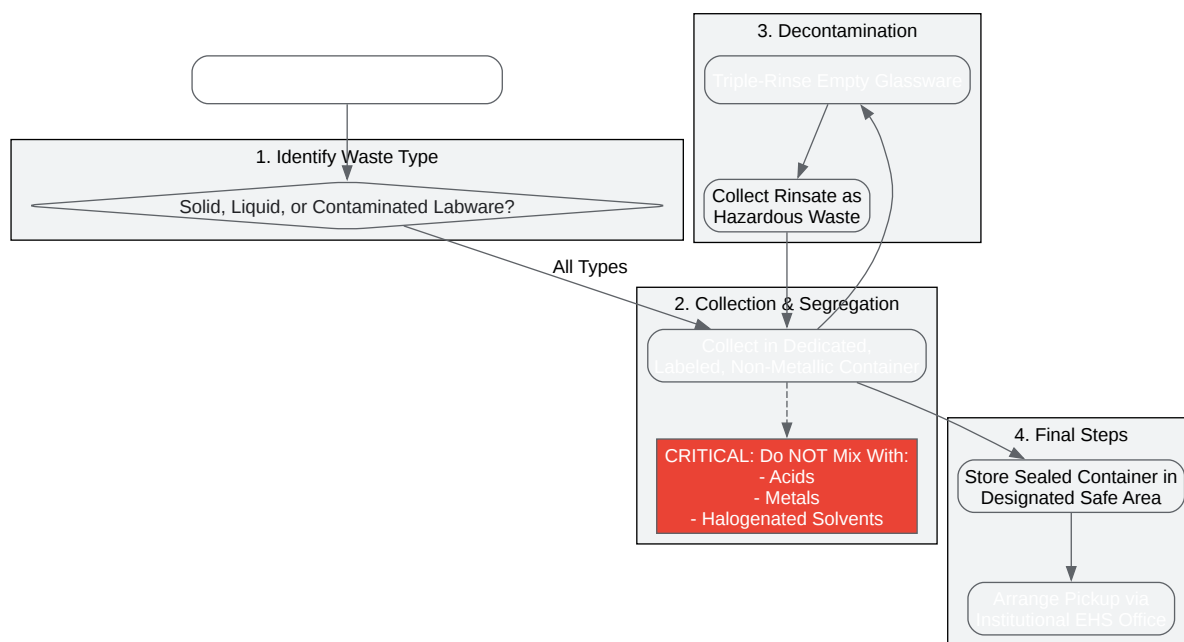 1. Identify Waste Type
Solid, Liquid, or Contaminated Labware?
All Types
3. Decontamination
Triple-Rinse Empty Glassware
Collect Rinsate as
Hazardous Waste
2. Collection & Segregation
Collect in Dedicated,
Labeled, Non-Metallic Container
CRITICAL: Do NOT Mix With:
- Acids
- Metals
- Halogenated Solvents
4. Final Steps
Store Sealed Container in
Designated Safe Area
Arrange Pickup via
Institutional EHS Office